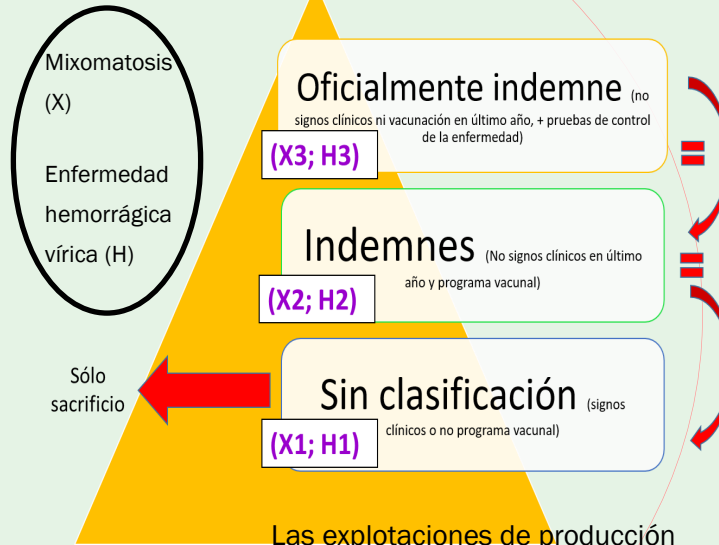 Mixomatosis
(X)
Enfermedad
hemorrágica
vírica (H)
Oficialmente indemne (no
signos clínicos ni vacunación en último año, + pruebas de control
de la enfermedad)
(X3; H3)
Indemnes (No signos clínicos en último
año y programa vacunal)
(X2; H2)
Sólo
sacrificio
Sin clasificación (signos
clínicos o no programa vacunal)
(X1; H1)
Las explotaciones de producción